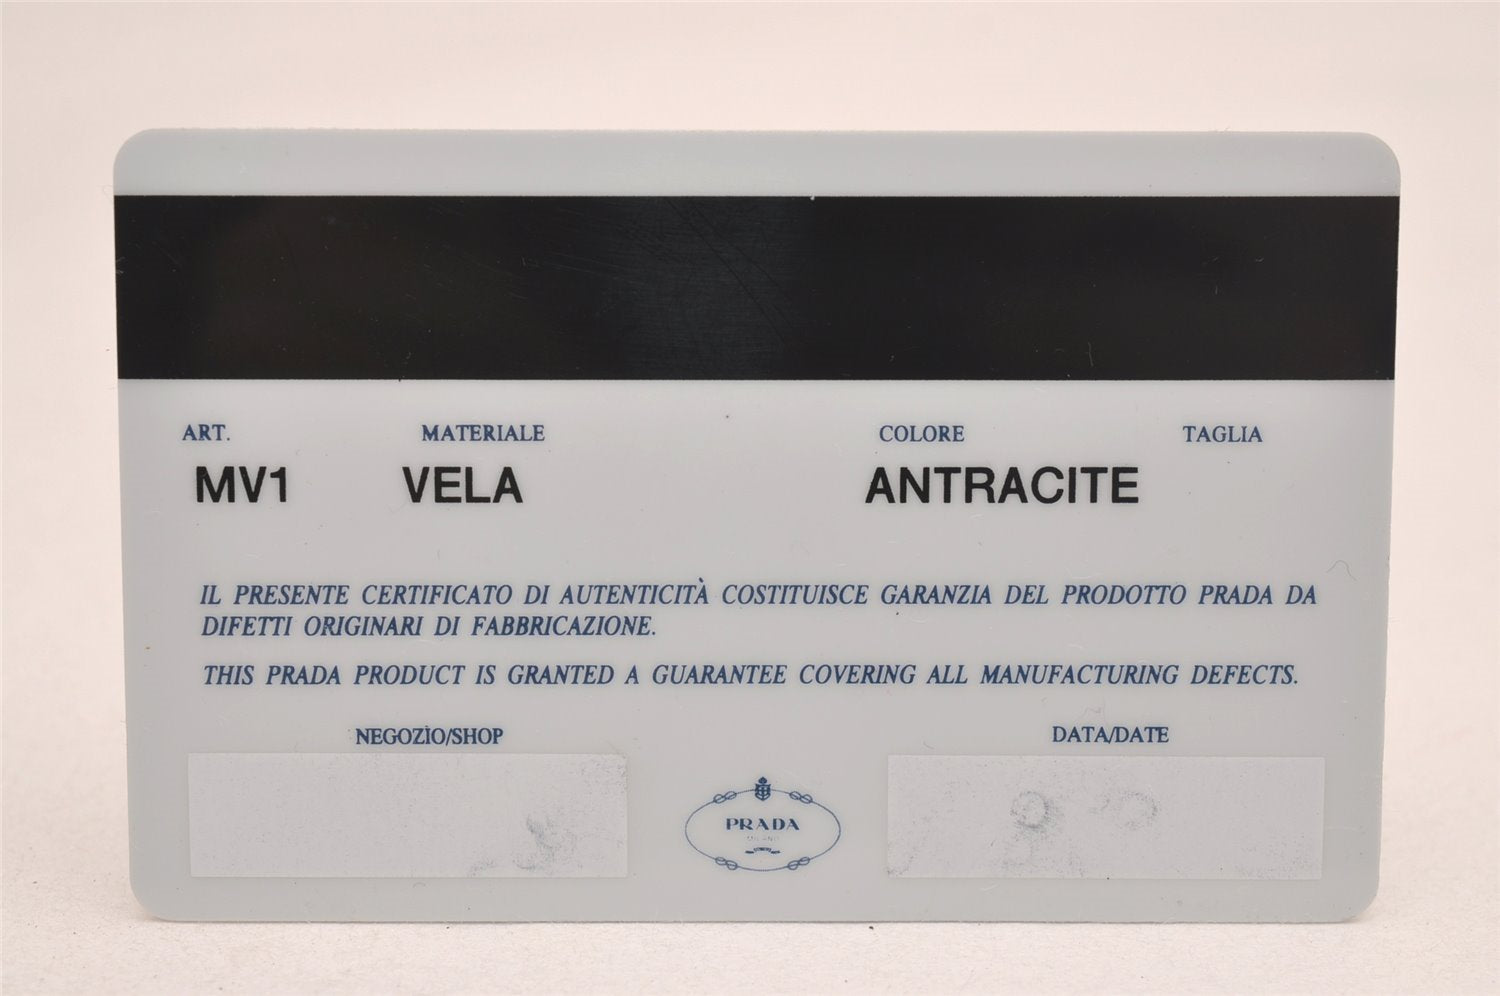 ART. MATERIALE COLORE TAGLIA
MV1 VELA ANTRACITE
IL PRESENTE CERTIFICATO DI AUTENTICITÀ COSTITUISCE GARANZIA DEL PRODOTTO PRADA DA
DIFETTI ORIGINARI DI FABBRICAZIONE.
THIS PRADA PRODUCT IS GRANTED A GUARANTEE COVERING ALL MANUFACTURING DEFECTS.
NEGOZÌO/SHOP DATA/DATE
PRADA
MILANO